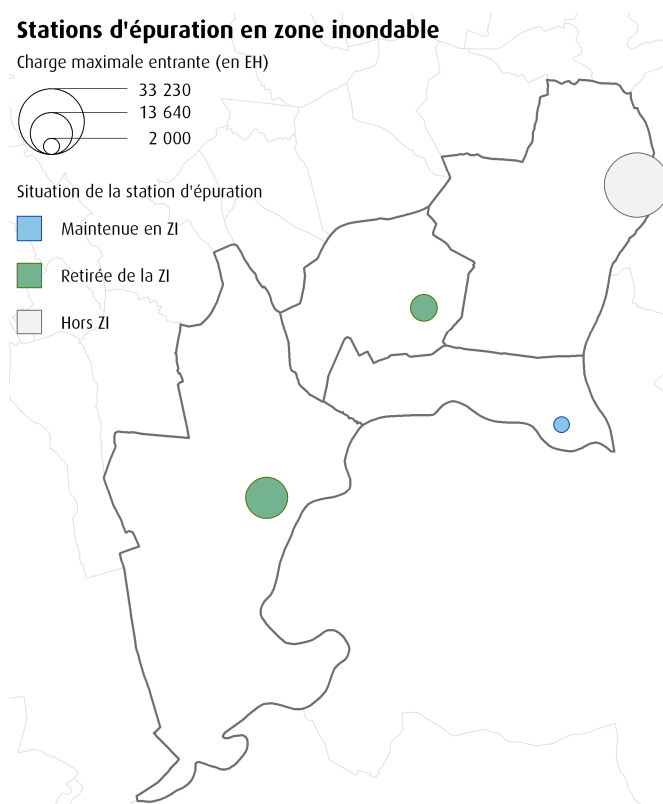 Stations d'épuration en zone inondable
Charge maximale entrante (en EH)
33 230
13 640
2 000
Situation de la station d'épuration
Maintenue en ZI
Retirée de la ZI
Hors ZI